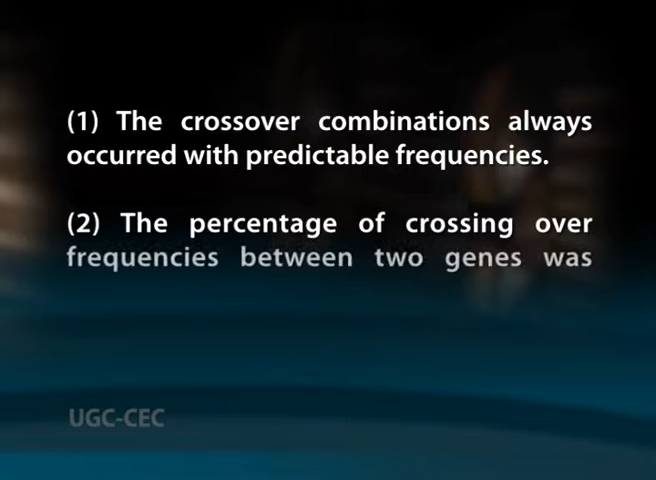 (1) The crossover combinations always
occurred with predictable frequencies.
(2) The percentage of crossing over
frequencies between two genes was
UGC-CEC